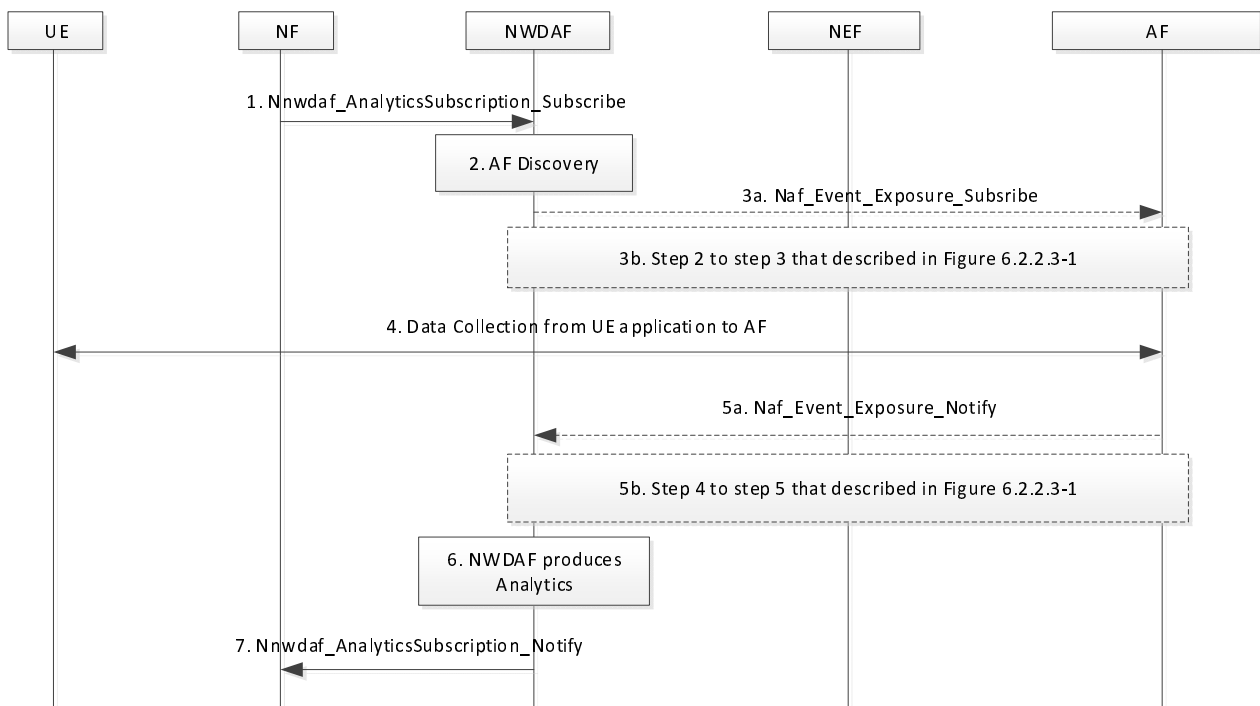 UE
NF
NWDAF
NEF
AF
1. Nnwdaf_AnalyticsSubscription_Subscribe
2. AF Discovery
3a. Naf_Event_Exposure_Subsribe
3b. Step 2 to step 3 that described in Figure 6.2.2.3-1
4. Data Collection from UE application to AF
5a. Naf_Event_Exposure_Notify
5b. Step 4 to step 5 that described in Figure 6.2.2.3-1
6. NWDAF produces
Analytics
7. Nnwdaf_AnalyticsSubscription_Notify